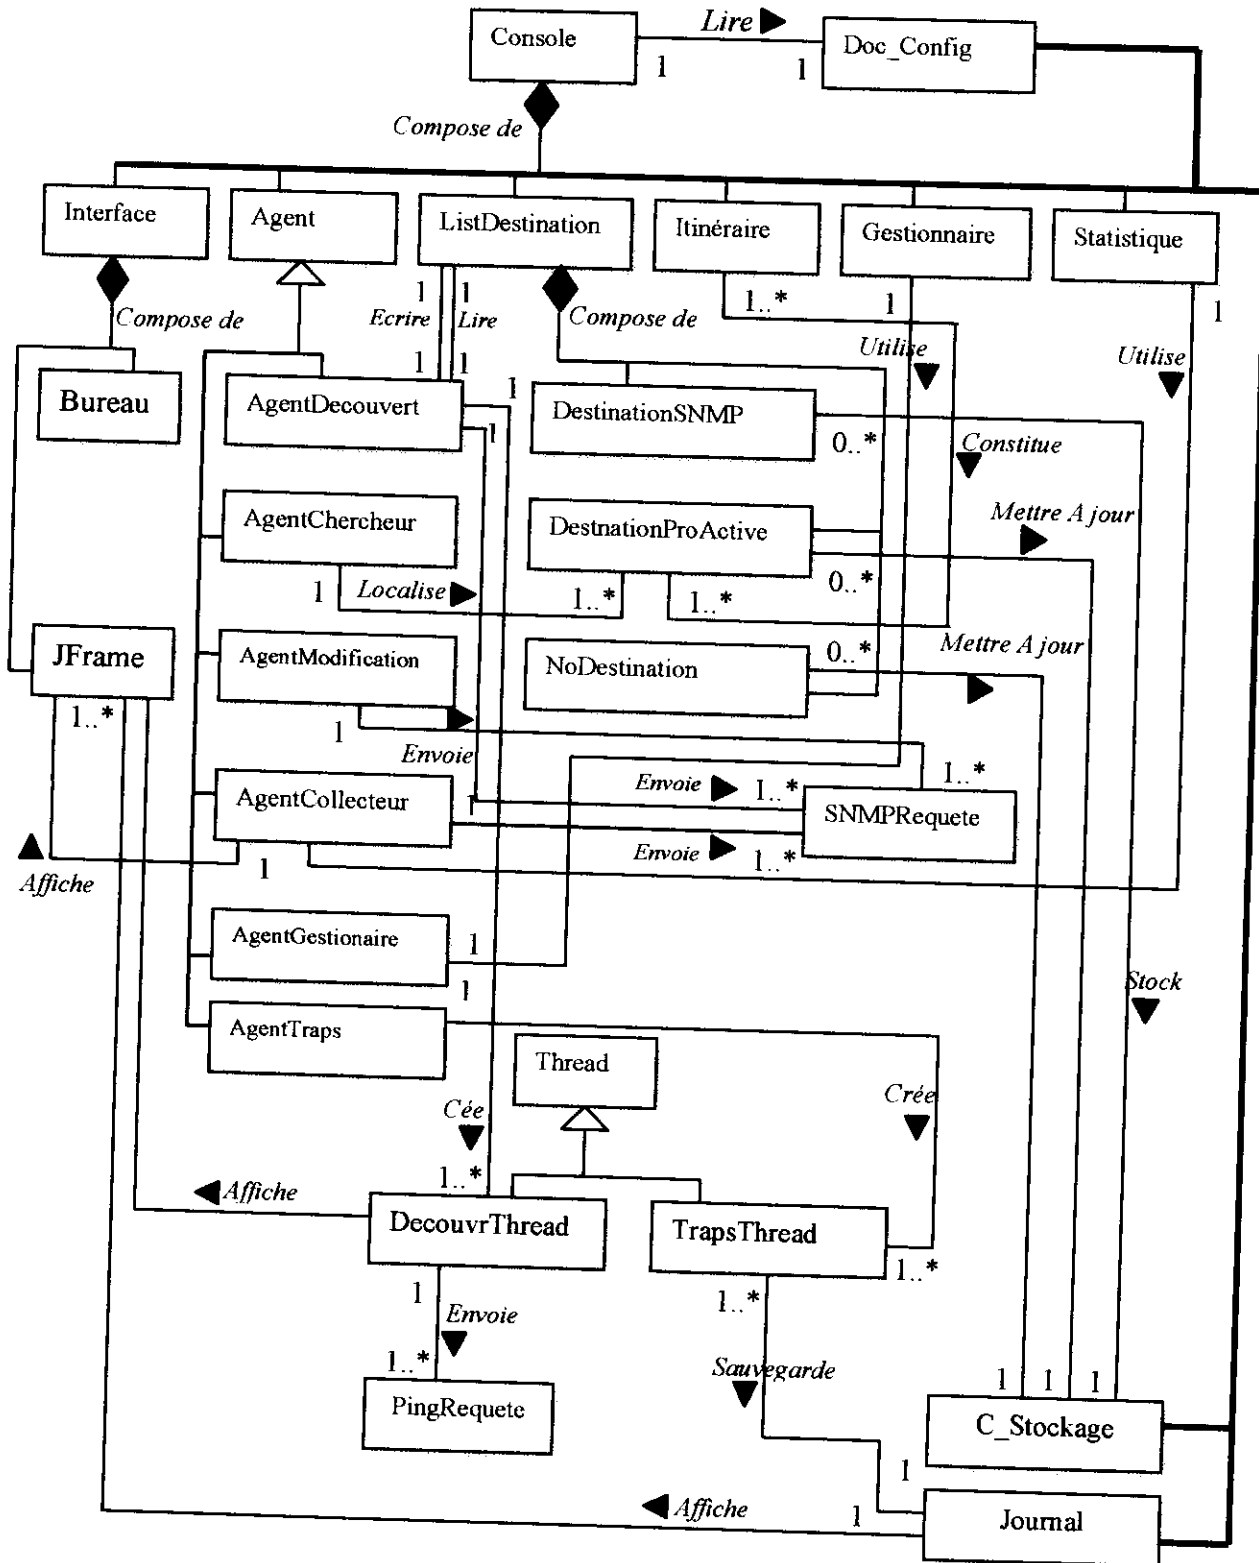 Console
Lire
Doc_Config
1
1
Compose de
Interface
Agent
ListDestination
Itinéraire
Gestionnaire
Statistique
1
1
1..*
1
1
Compose de
Ecrire
Lire
Compose de
Utilise
Utilise
1
1
1
Bureau
AgentDecouvert
DestinationSNMP
1
0..*
Constitue
AgentChercheur
DestnationProActive
Mettre A jour
1
Localise
1..*
1..*
0..*
JFrame
AgentModification
NoDestination
0..*
Mettre A jour
1..*
1
Envoie
1..*
AgentCollecteur
1
Envoie
1..*
SNMPRequete
Envoie
1..*
Affiche
1
AgentGestionaire
1
1
Stock
AgentTraps
Thread
Cée
Crée
1..*
Affiche
DecouvrThread
TrapsThread
1..*
1
1..*
Envoie
1..*
Sauvegarde
1
1
1
PingRequete
C_Stockage
1
Affiche
1
Journal